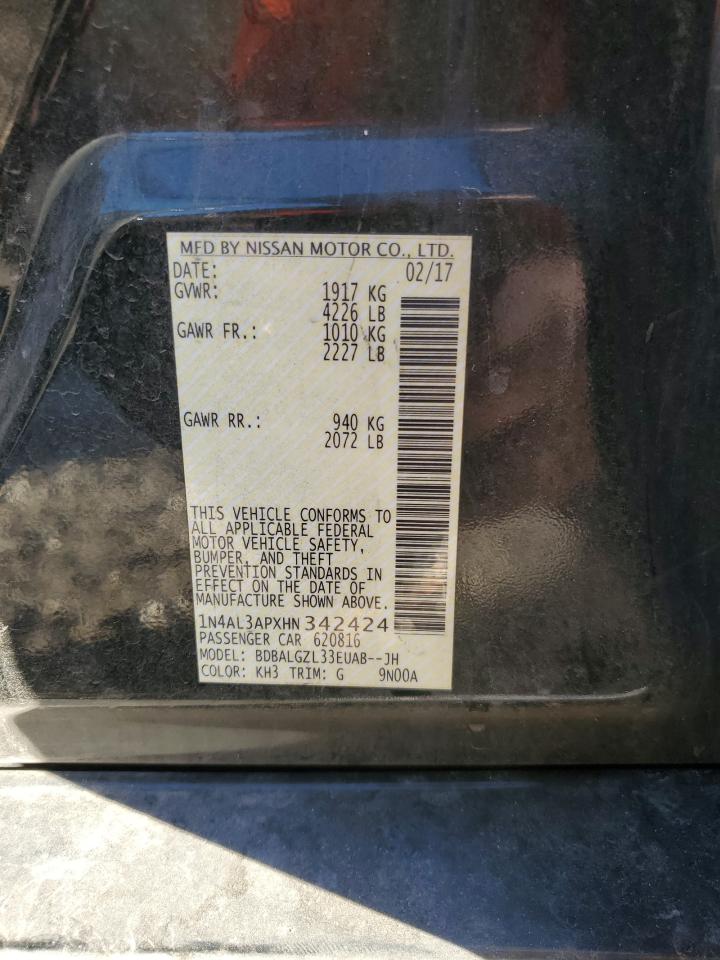 MFD BY NISSAN MOTOR CO., LTD.
DATE: 02/17
GVWR: 1917 KG
4226 LB
GAWR FR.: 1010 KG
2227 LB
GAWR RR.: 940 KG
2072 LB
THIS VEHICLE CONFORMS TO
ALL APPLICABLE FEDERAL
MOTOR VEHICLE SAFETY,
BUMPER, AND THEFT
PREVENTION STANDARDS IN
EFFECT ON THE DATE OF
MANUFACTURE SHOWN ABOVE.
1N4AL3APXHN 342424
PASSENGER CAR 620816
MODEL: BDBALGZL33EUAB--JH
COLOR: KH3 TRIM: G 9N00A